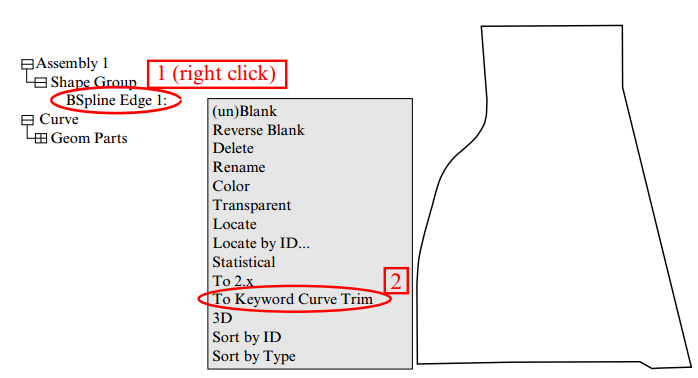 Assembly 1
Shape Group
1 (right click)
BSpline Edge 1:
Curve
Geom Parts
(un)Blank
Reverse Blank
Delete
Rename
Color
Transparent
Locate
Locate by ID...
Statistical
To 2.x
2
To Keyword Curve Trim
3D
Sort by ID
Sort by Type